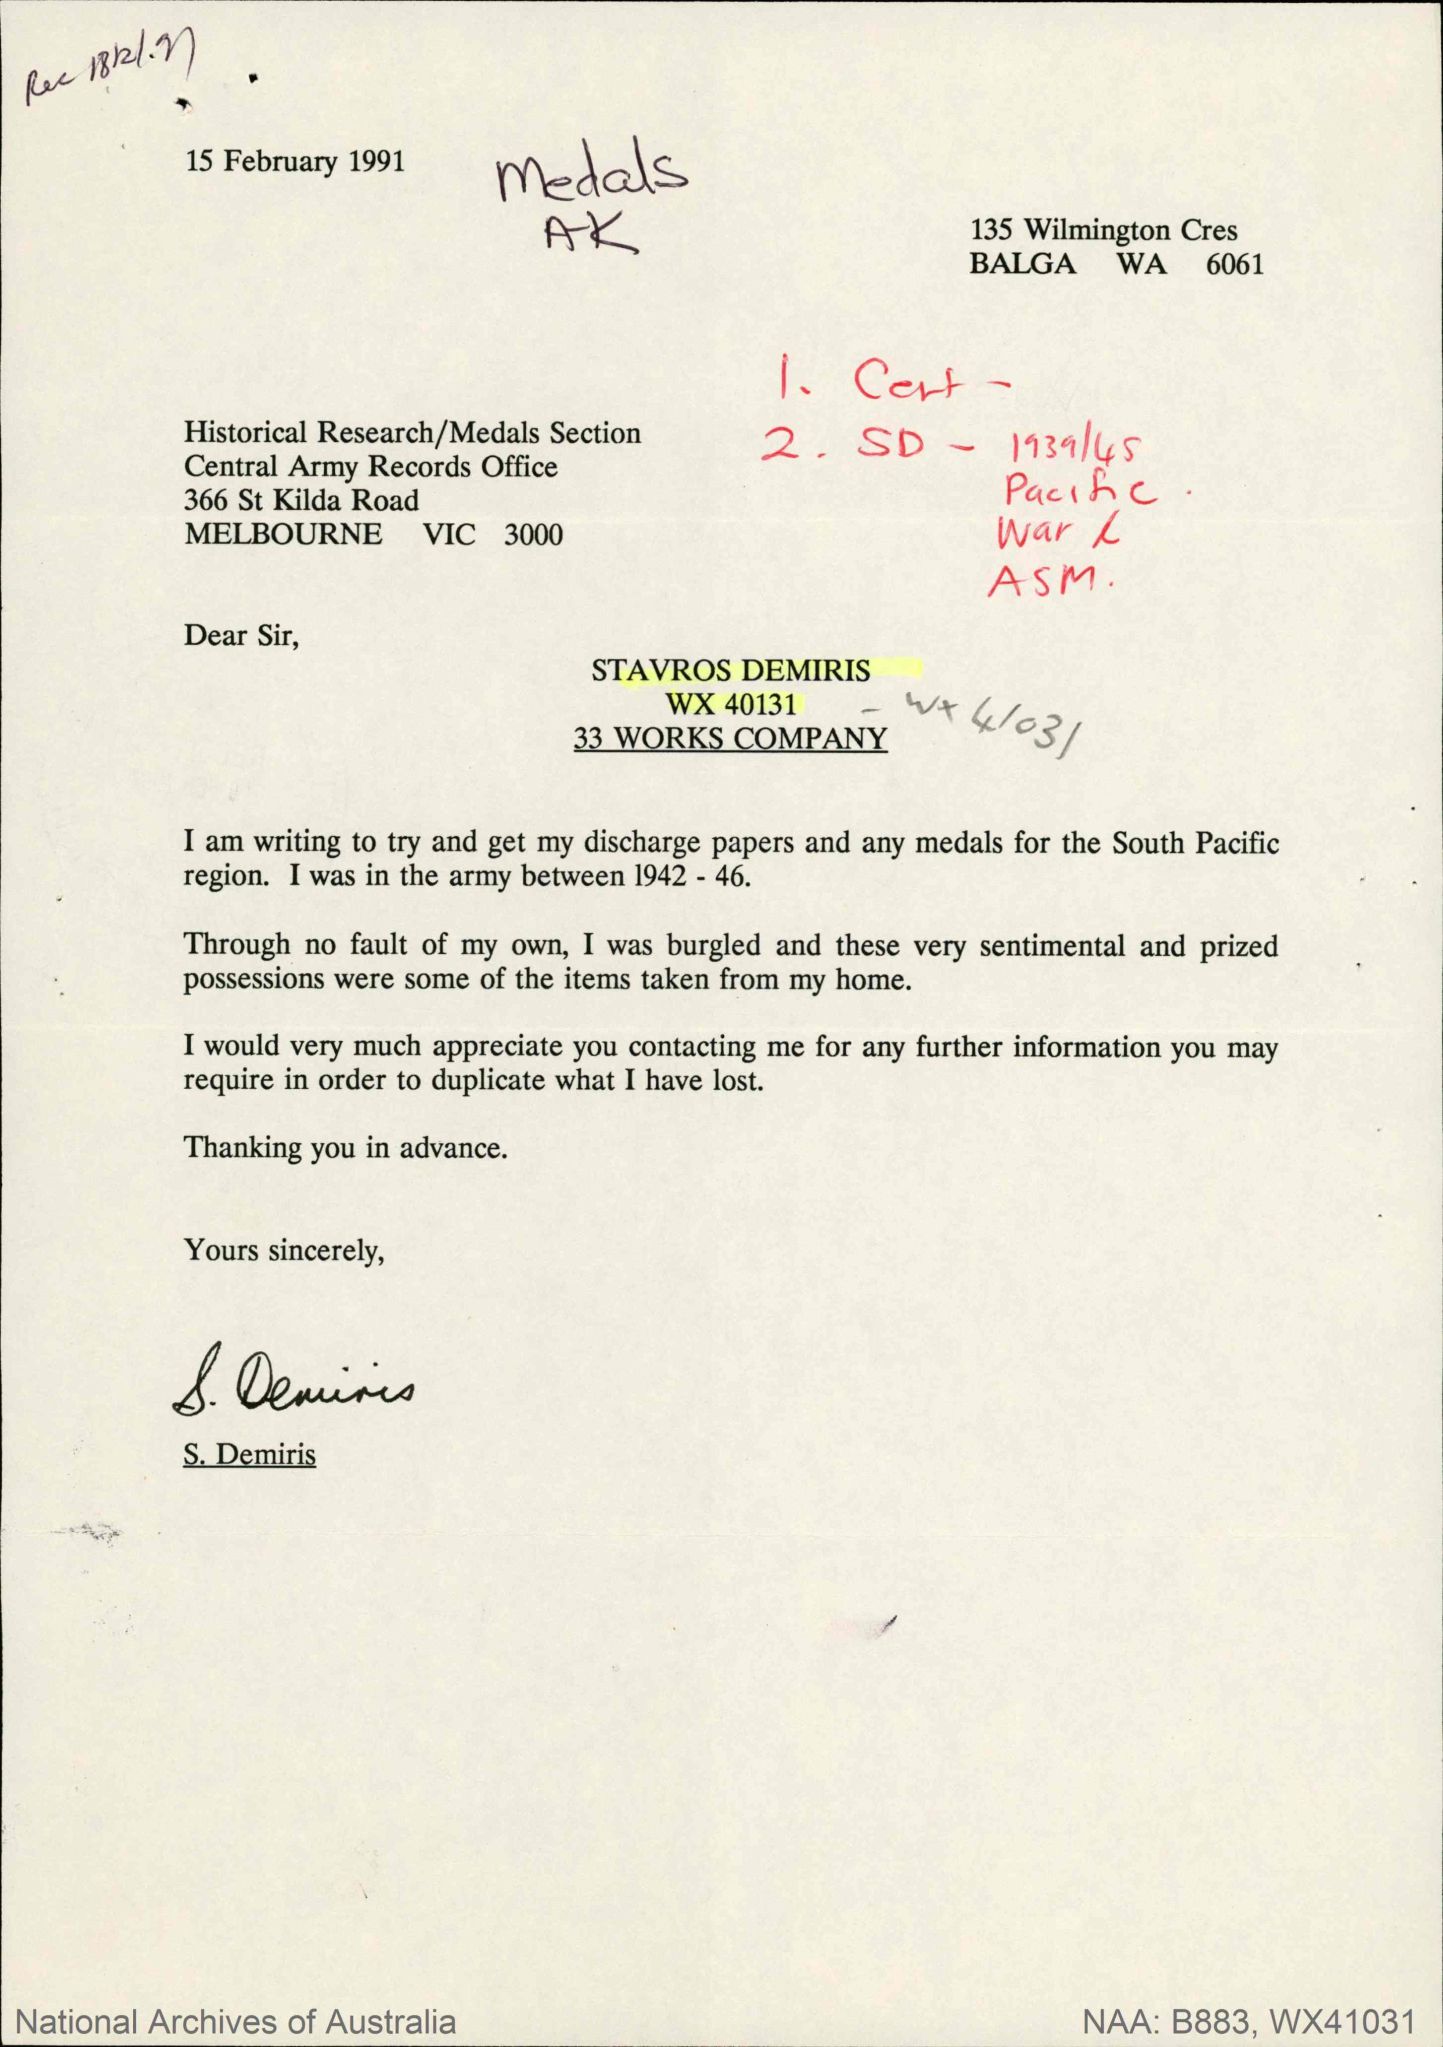 Rec 18/2/.91
15 February 1991
Medals
AK
135 Wilmington Cres
BALGA WA 6061
1. Cert -
2. SD - 1939/45
Pacific.
War &
ASM.
Historical Research/Medals Section
Central Army Records Office
366 St Kilda Road
MELBOURNE VIC 3000
Dear Sir,
STAVROS DEMIRIS
WX 40131 - WX 41031
33 WORKS COMPANY
I am writing to try and get my discharge papers and any medals for the South Pacific
region. I was in the army between 1942 - 46.
Through no fault of my own, I was burgled and these very sentimental and prized
possessions were some of the items taken from my home.
I would very much appreciate you contacting me for any further information you may
require in order to duplicate what I have lost.
Thanking you in advance.
Yours sincerely,
S. Demiris
S. Demiris
National Archives of Australia
NAA: B883, WX41031